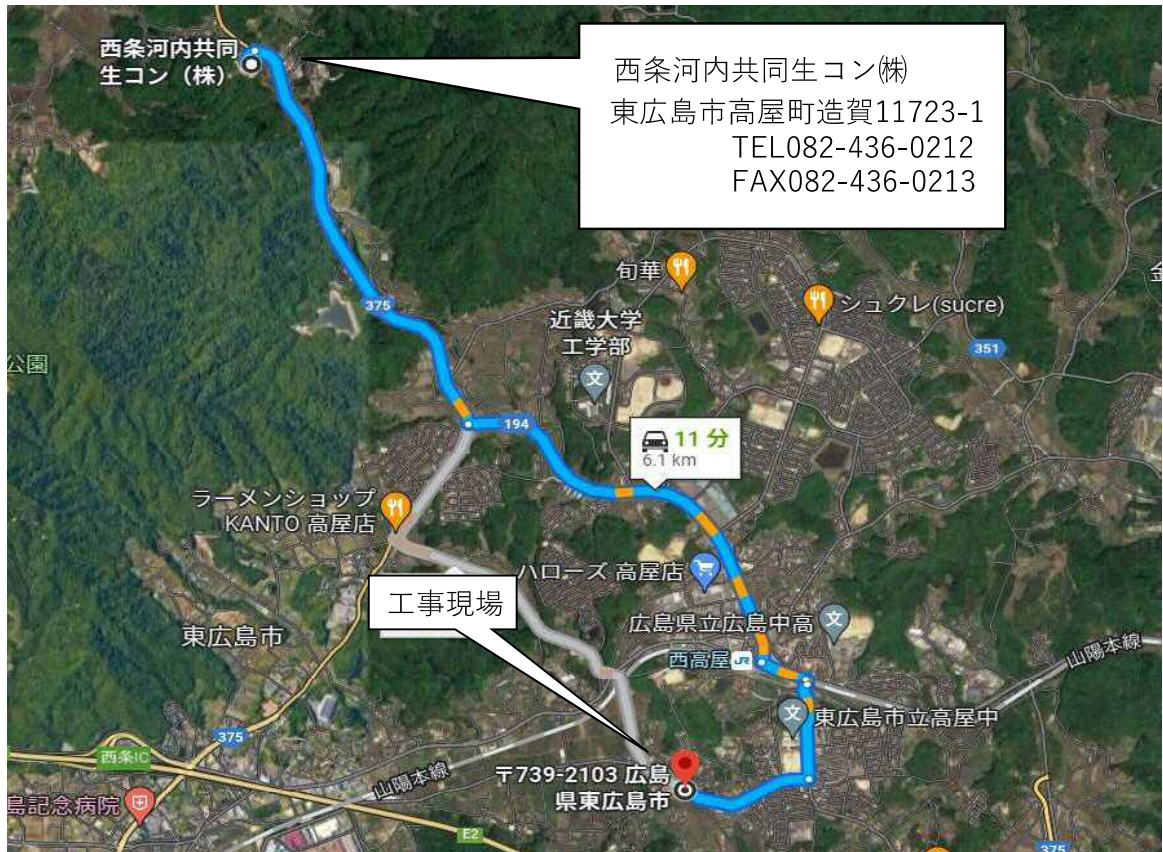 西条河内共同
生コン（株）
西条河内共同生コン㈱
東広島市高屋町造賀11723-1
TEL082-436-0212
FAX082-436-0213
旬華
シュクレ(sucre)
375
近畿大学
工学部
文
351
公園
194
11 分
6.1 km
ラーメンショップ
KANTO 高屋店
ハローズ 高屋店
工事現場
広島県立広島中高
文
東広島市
西高屋
JR
山陽本線
文
東広島市立高屋中
375
西条IC
〒739-2103 広島
県東広島市
山陽本線
島記念病院
E2
375
金